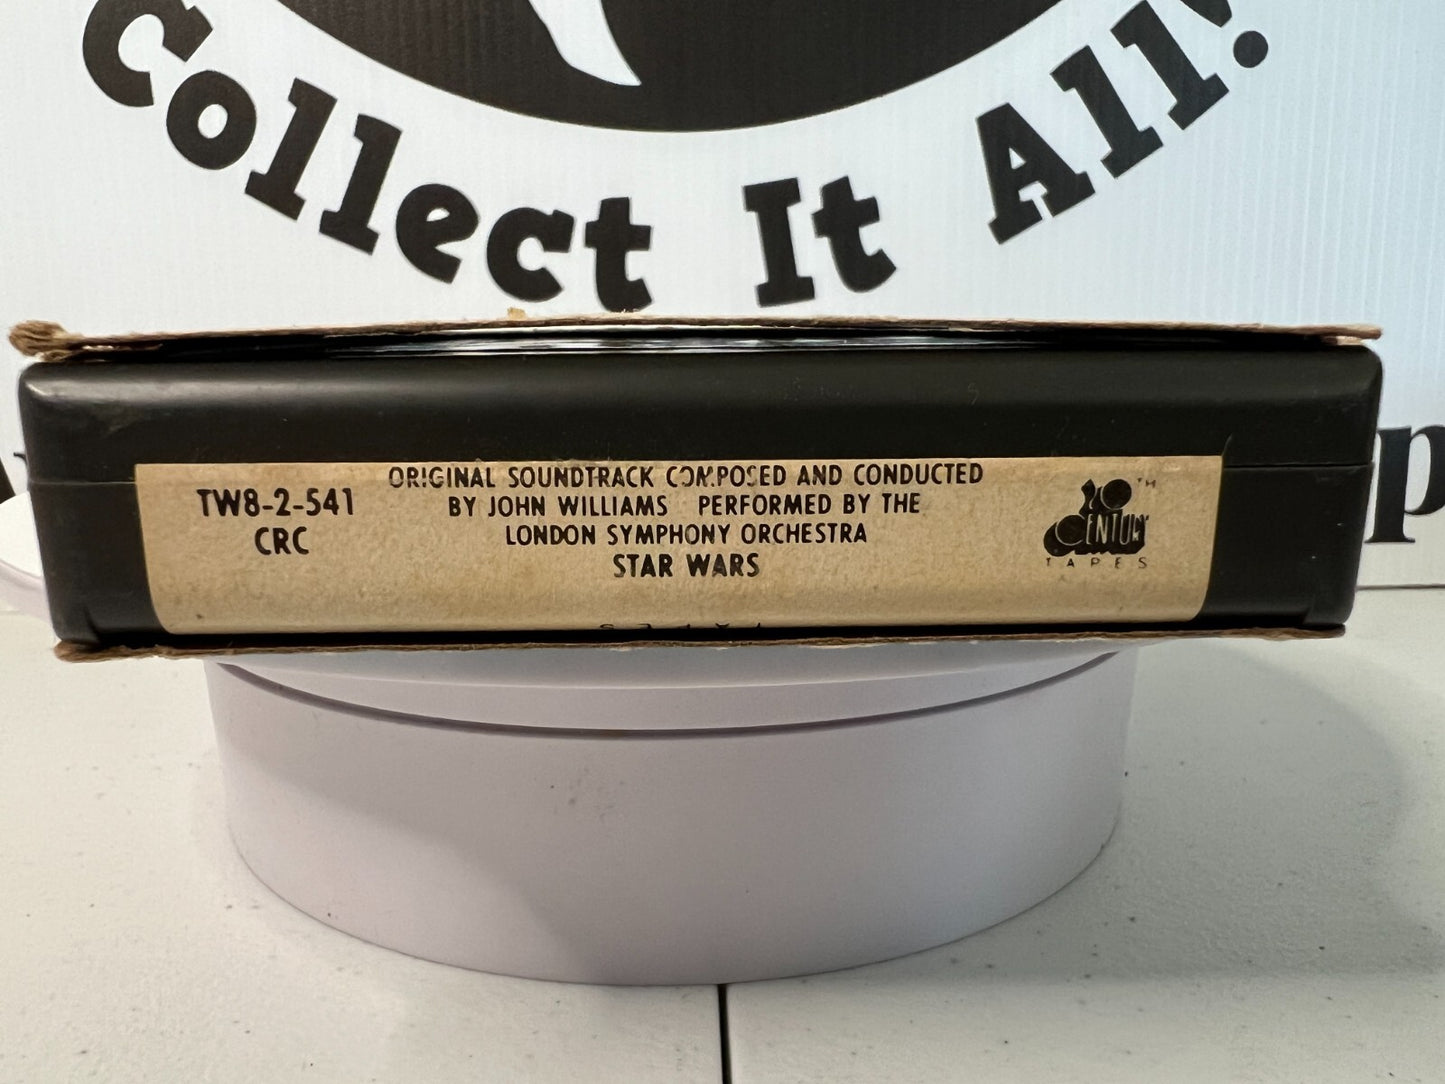 Collect It All!
TW8-2-541
CRC
ORIGINAL SOUNDTRACK COMPOSED AND CONDUCTED
BY JOHN WILLIAMS PERFORMED BY THE
LONDON SYMPHONY ORCHESTRA
STAR WARS
20TH
CENTURY
TAPES